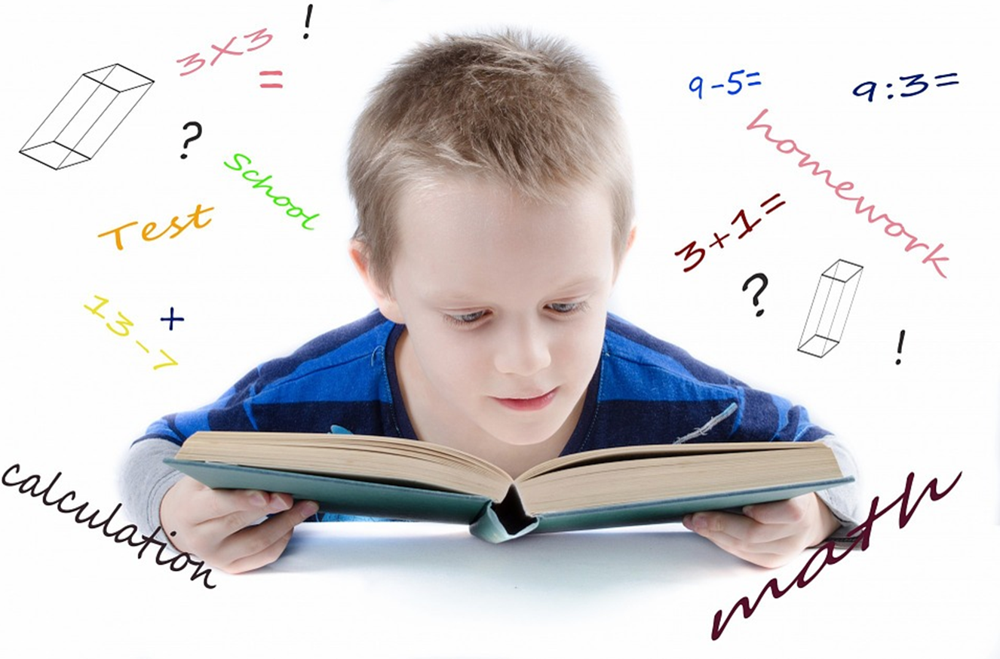 3x3
=
!
?
School
Test
13-7
+
calculation
9-5=
9:3=
homework
3+1=
?
!
math